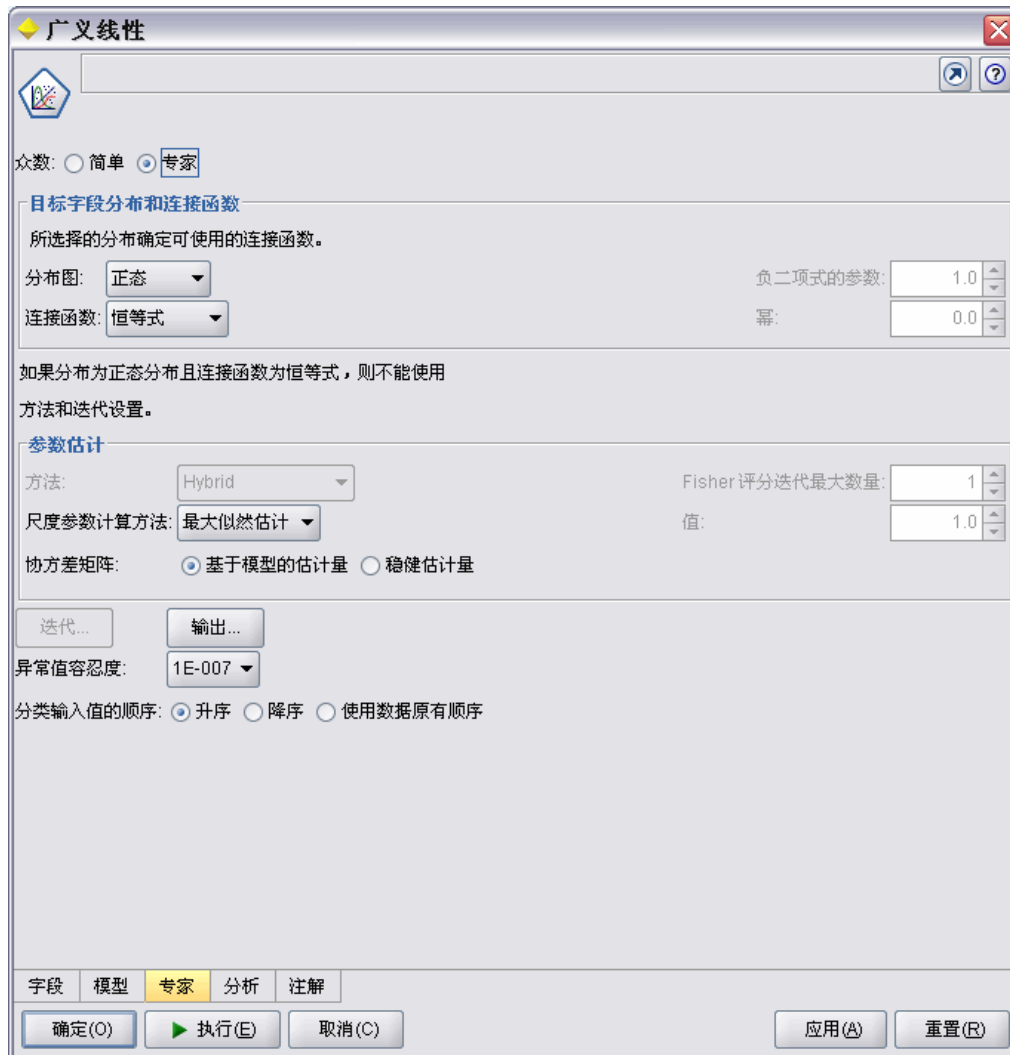 广义线性
众数: 简单 专家
目标字段分布和连接函数
所选择的分布确定可使用的连接函数。
分布图: 正态 负二项式的参数: 1.0
连接函数: 恒等式 幂: 0.0
如果分布为正态分布且连接函数为恒等式，则不能使用
方法和迭代设置。
参数估计
方法: Hybrid Fisher 评分迭代最大数量: 1
尺度参数计算方法: 最大似然估计 值: 1.0
协方差矩阵: 基于模型的估计量 稳健估计量
迭代... 输出...
异常值容忍度: 1E-007
分类输入值的顺序: 升序 降序 使用数据原有顺序
字段 模型 专家 分析 注解
确定(O) 执行(E) 取消(C) 应用(A) 重置(R)